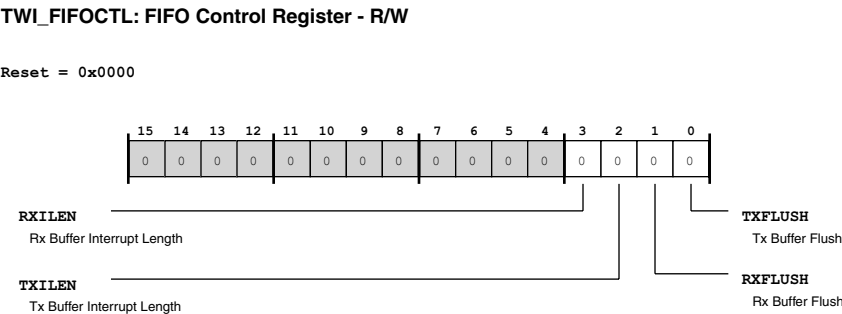 TWI_FIFOCTL: FIFO Control Register - R/W
Reset = 0x0000
15 14 13 12 11 10 9 8 7 6 5 4 3 2 1 0
0 0 0 0 0 0 0 0 0 0 0 0 0 0 0 0
RXILEN
Rx Buffer Interrupt Length
TXFLUSH
Tx Buffer Flush
TXILEN
Tx Buffer Interrupt Length
RXFLUSH
Rx Buffer Flush